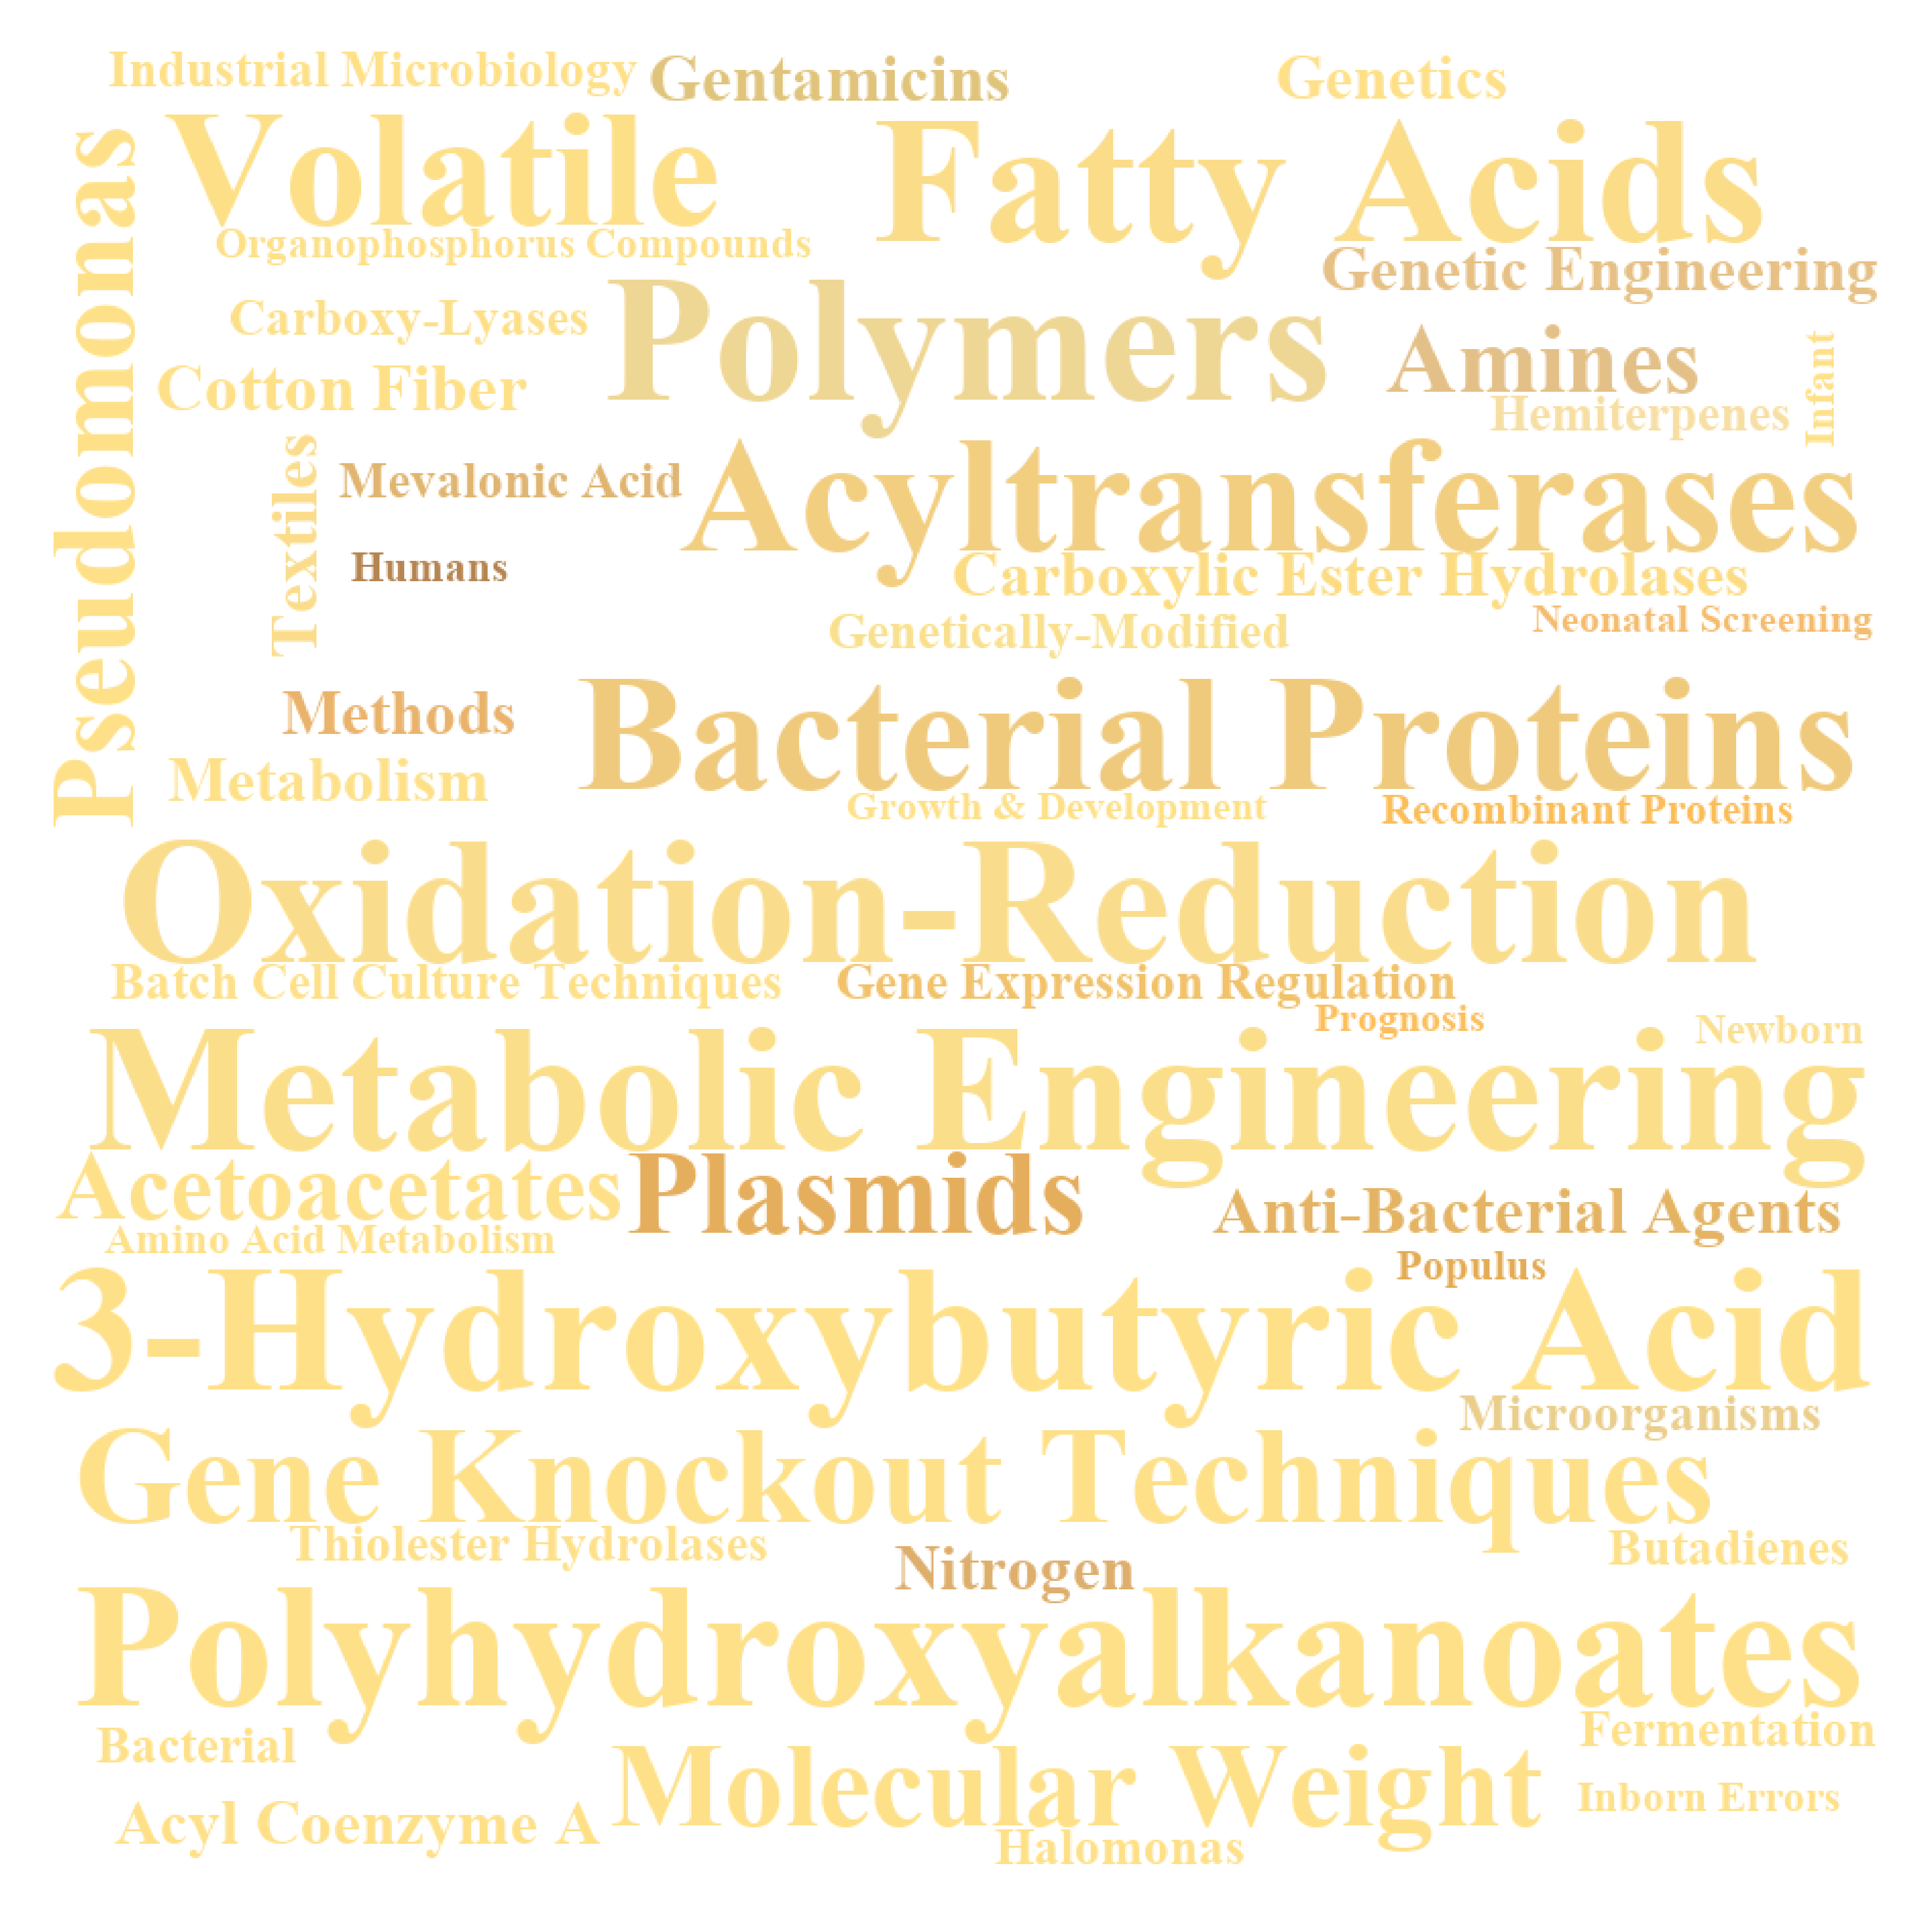 Industrial Microbiology
Gentamicins
Genetics
Volatile
Fatty Acids
Pseudomonas
Organophosphorus Compounds
Genetic Engineering
Carboxy-Lyases
Polymers
Amines
Infant
Cotton Fiber
Hemiterpenes
Textiles
Mevalonic Acid
Acyltransferases
Humans
Carboxylic Ester Hydrolases
Genetically-Modified
Neonatal Screening
Methods
Bacterial Proteins
Metabolism
Growth & Development
Recombinant Proteins
Oxidation-Reduction
Batch Cell Culture Techniques
Gene Expression Regulation
Prognosis
Newborn
Metabolic Engineering
Acetoacetates
Plasmids
Anti-Bacterial Agents
Amino Acid Metabolism
Populus
3-Hydroxybutyric Acid
Microorganisms
Gene Knockout Techniques
Thiolester Hydrolases
Nitrogen
Butadienes
Polyhydroxyalkanoates
Bacterial
Fermentation
Molecular Weight
Inborn Errors
Acyl Coenzyme A
Halomonas